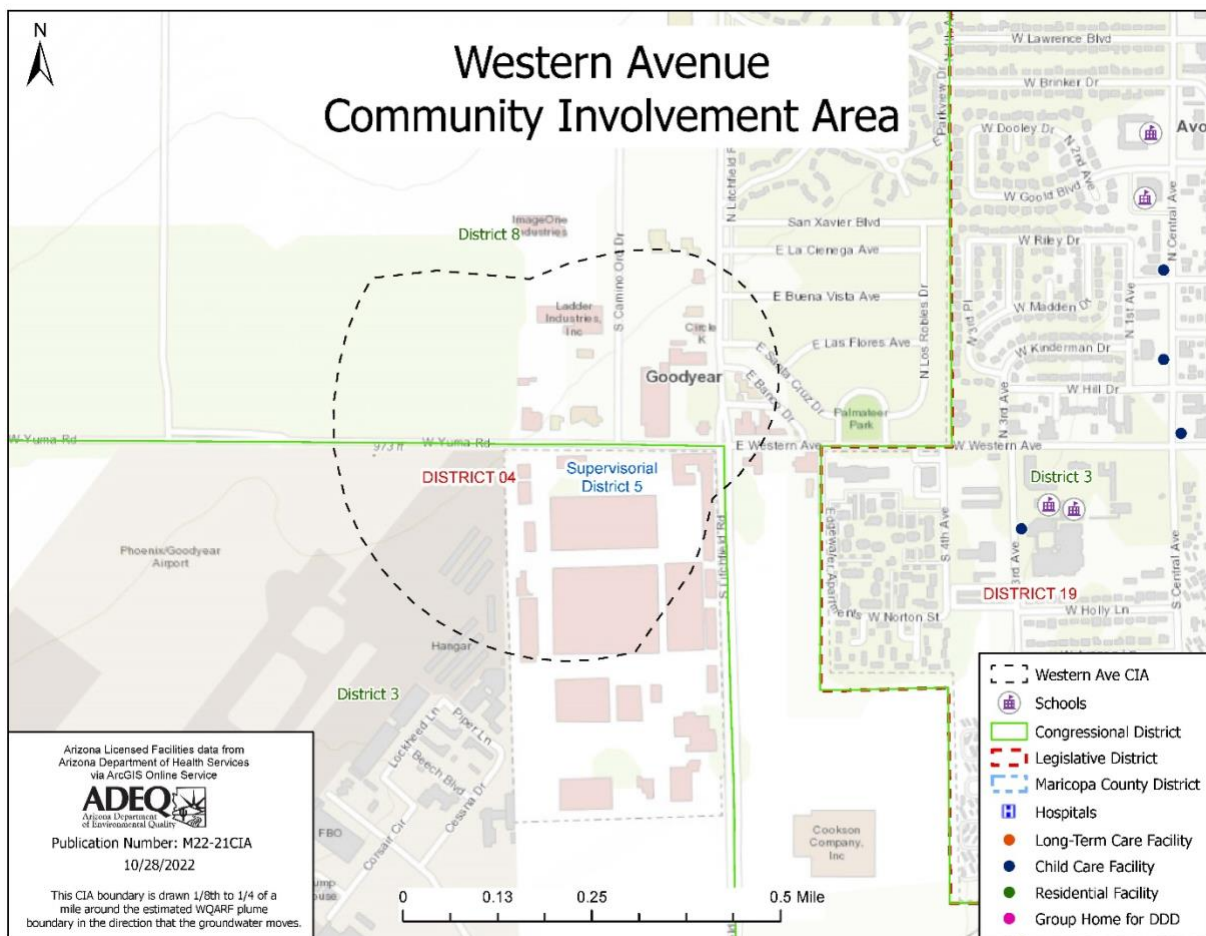 N
Western Avenue
Community Involvement Area
W Lawrence Blvd
W Brinker Dr
W Dooley Dr
N 2nd Ave
Avo
W Goold Blvd
N Central Ave
E Parkview Dr
San Xavier Blvd
W Riley Dr
ImageOne
Industries
District 8
E La Cienega Ave
S Camino Oro Dr
E Buena Vista Ave
N Los Robles Dr
N 3rd Pl
W Madden Dr
N 1st Ave
Ladder
Industries,
Inc
Circle
K
E Las Flores Ave
W Kinderman Dr
E Santa Cruz Dr
Goodyear
W Hill Dr
Palmateer
Park
N 3rd Ave
W Yuma Rd
973 ft
W Yuma Rd
E Western Ave
W Western Ave
DISTRICT 04
Supervisorial
District 5
District 3
S Litchfield Rd
Edgewater Apartments
S 4th Ave
S Central Ave
Phoenix/Goodyear
Airport
3rd Ave
DISTRICT 19
W Holly Ln
W Norton St
Hangar
District 3
Lockheed Ln
Piper Ln
Beech Blvd
Cessna Dr
Corsair Cir
FBO
Cookson
Company,
Inc
Western Ave CIA
Schools
Congressional District
Legislative District
Maricopa County District
H Hospitals
Long-Term Care Facility
Child Care Facility
Residential Facility
Group Home for DDD
Arizona Licensed Facilities data from
Arizona Department of Health Services
via ArcGIS Online Service
ADEQ
Arizona Department
of Environmental Quality
Publication Number: M22-21CIA
10/28/2022
This CIA boundary is drawn 1/8th to 1/4 of a
mile around the estimated WQARF plume
boundary in the direction that the groundwater moves.
0 0.13 0.25 0.5 Mile